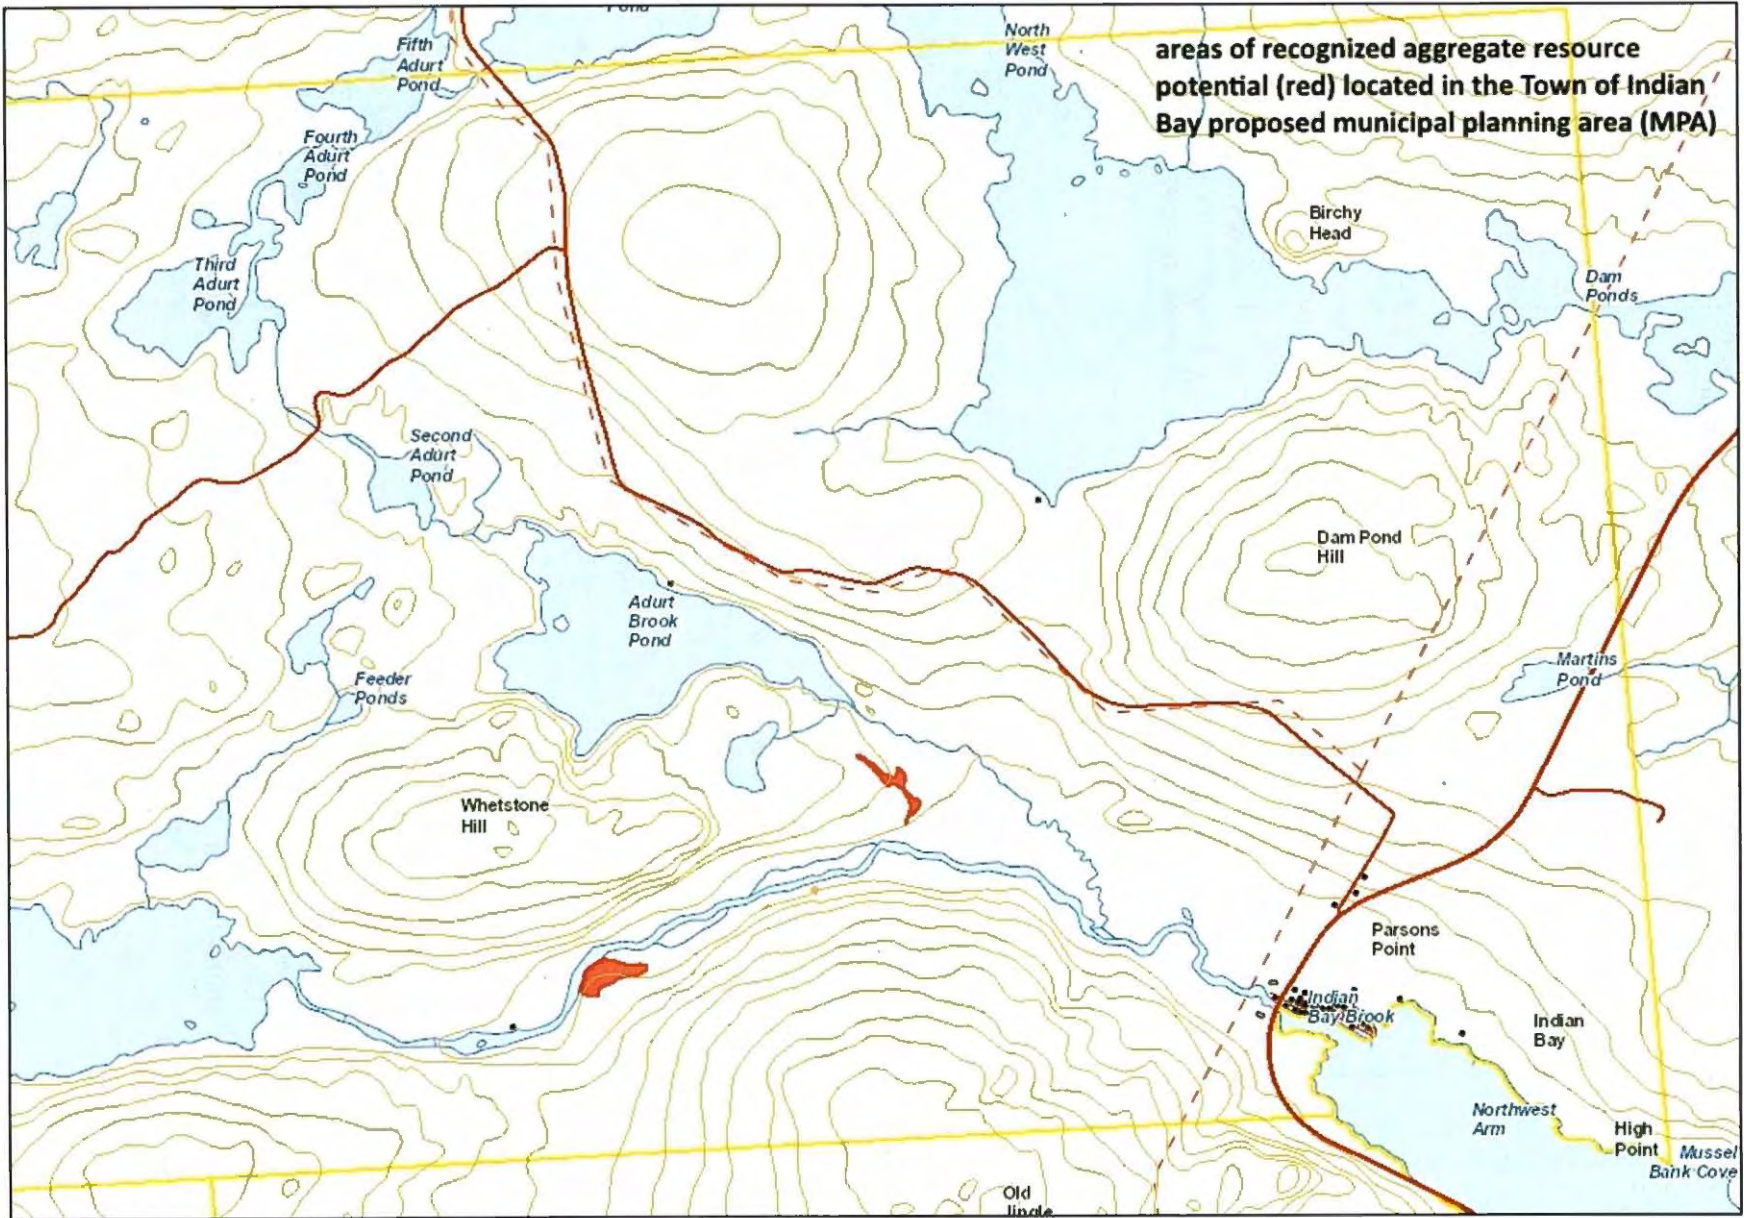 Pond
Fifth
Adurt
Pond
North
West
Pond
areas of recognized aggregate resource
potential (red) located in the Town of Indian
Bay proposed municipal planning area (MPA)
Fourth
Adurt
Pond
Birchy
Head
Third
Adurt
Pond
Dam
Ponds
Second
Adurt
Pond
Dam Pond
Hill
Adurt
Brook
Pond
Martins
Pond
Feeder
Ponds
Whetstone
Hill
Parsons
Point
Indian
Bay Brook
Indian
Bay
Northwest
Arm
High
Point
Mussel
Bank Cove
Old
Jingle